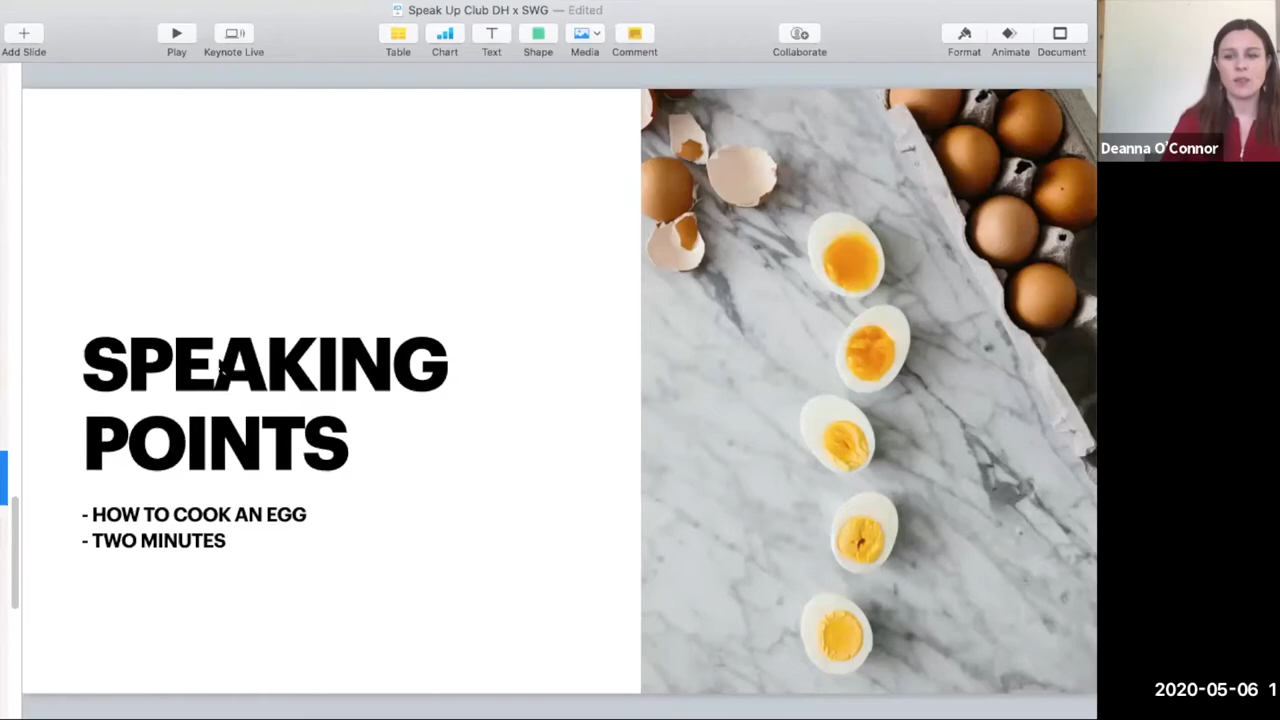 Speak Up Club DH x SWG — Edited
Add Slide
Play
Keynote Live
Table
Chart
Text
Shape
Media
Comment
Collaborate
Format
Animate
Document
Deanna O'Connor
SPEAKING
POINTS
- HOW TO COOK AN EGG
- TWO MINUTES
2020-05-06 1